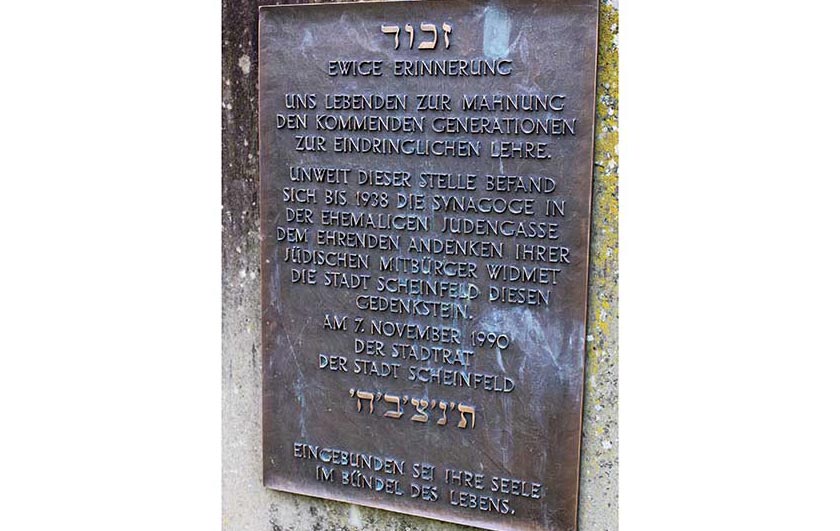 זכור
EWIGE ERINNERUNG
UNS LEBENDEN ZUR MAHNUNG
DEN KOMMENDEN GENERATIONEN
ZUR EINDRINGLICHEN LEHRE.
UNWEIT DIESER STELLE BEFAND
SICH BIS 1938 DIE SYNAGOGE IN
DER EHEMALIGEN JUDENGASSE
DEM EHRENDEN ANDENKEN IHRER
JÜDISCHEN MITBÜRGER WIDMET
DIE STADT SCHEINFELD DIESEN
GEDENKSTEIN.
AM 7. NOVEMBER 1990
DER STADTRAT
DER STADT SCHEINFELD
ת'נ'צ'ב'ה'
EINGEBUNDEN SEI IHRE SEELE
IM BÜNDEL DES LEBENS.